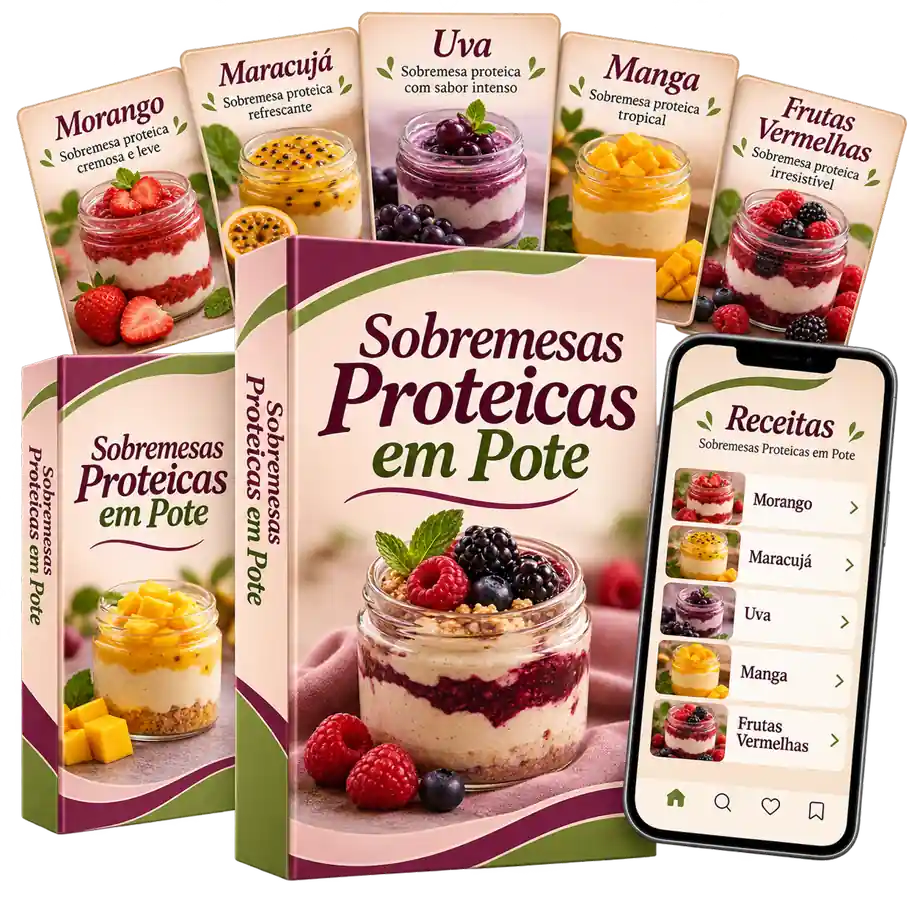 Morango
Sobremesa proteica
cremosa e leve
Maracujá
Sobremesa proteica
refrescante
Uva
Sobremesa proteica
com sabor intenso
Manga
Sobremesa proteica
tropical
Frutas
Vermelhas
Sobremesa proteica
irresistível
Sobremesas
Proteicas em Pote
Sobremesas
Proteicas
em Pote
Sobremesas
Proteicas em Pote
Sobremesas
Proteicas
em Pote
Receitas
Sobremesas Proteicas em Pote
Morango
Maracujá
Uva
Manga
Frutas
Vermelhas